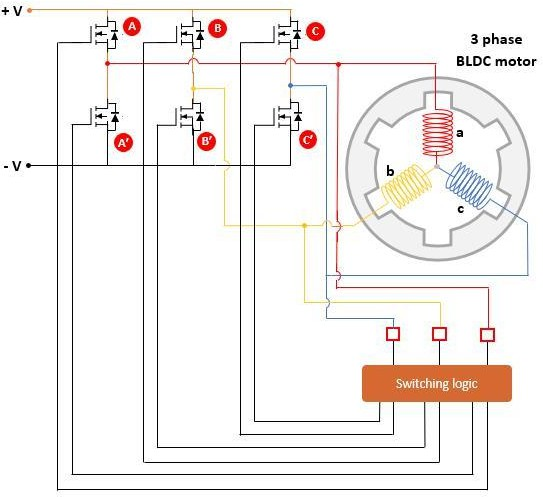 + V
A
B
C
3 phase
BLDC motor
A'
B'
C'
- V
a
b
c
Switching logic